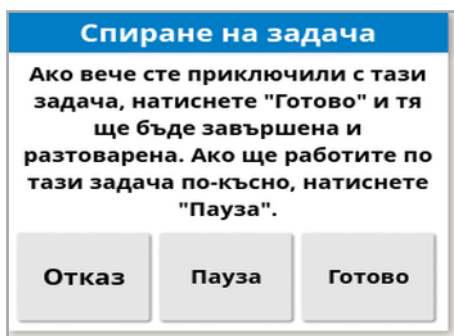 Спиране на задача
Ако вече сте приключили с тази
задача, натиснете "Готово" и тя
ще бъде завършена и
разтоварена. Ако ще работите по
тази задача по-късно, натиснете
"Пауза".
Отказ Пауза Готово